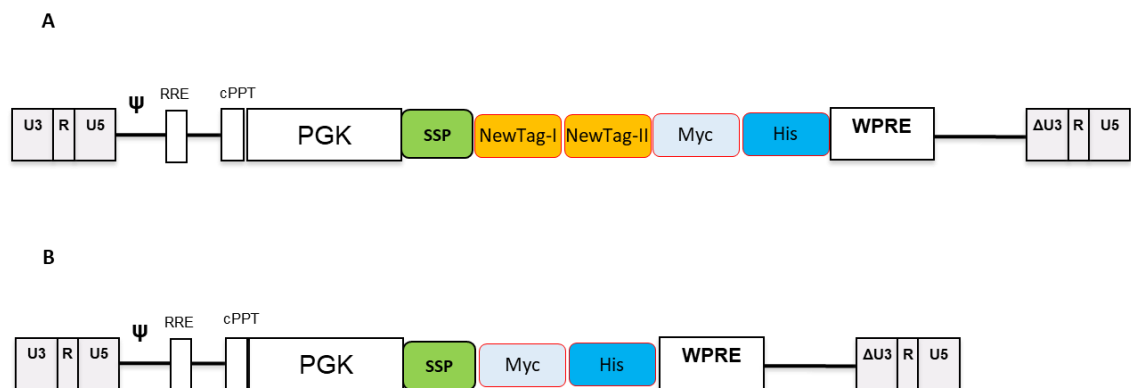 A
Ψ RRE cPPT
U3 R U5 PGK SSP NewTag-I NewTag-II Myc His WPRE ΔU3 R U5
B
Ψ RRE cPPT
U3 R U5 PGK SSP Myc His WPRE ΔU3 R U5